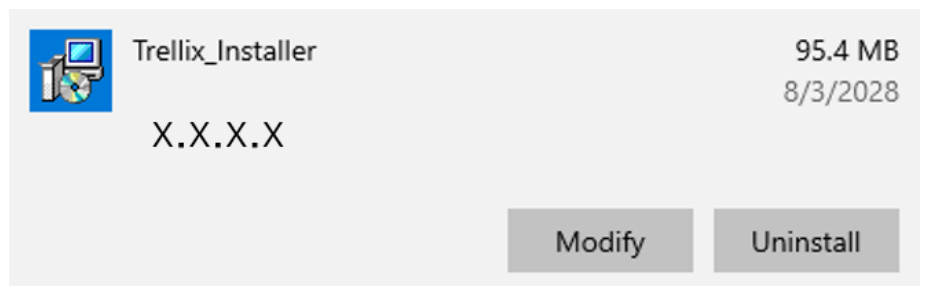 Trellix_Installer
95.4 MB
8/3/2028
X.X.X.X
Modify
Uninstall